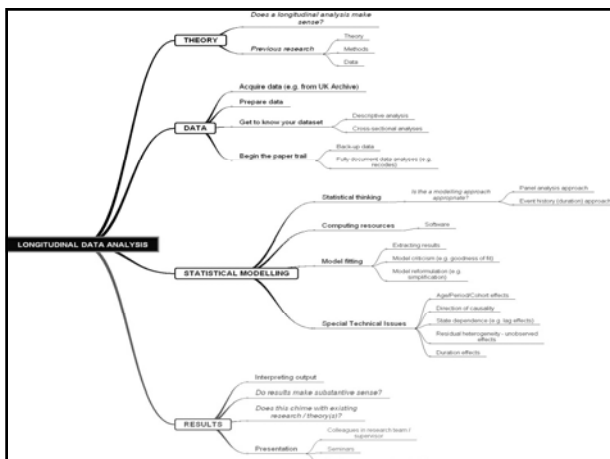 Does a longitudinal analysis make
sense?
THEORY
Theory
Previous research
Methods
Data
Acquire data (e.g. from UK Archive)
Prepare data
DATA
Get to know your dataset
Descriptive analysis
Cross-sectional analyses
Begin the paper trail
Back-up data
Fully document data analyses (e.g.
recodes)
LONGITUDINAL DATA ANALYSIS
Statistical thinking
Is the a modelling approach
appropriate?
Panel analysis approach
Event history (duration) approach
Computing resources
Software
STATISTICAL MODELLING
Model fitting
Extracting results
Model criticism (e.g. goodness of fit)
Model reformulation (e.g.
simplification)
Special Technical Issues
Age/Period/Cohort effects
Direction of causality
State dependence (e.g. lag effects)
Residual heterogeneity - unobserved
effects
Duration effects
Interpreting output
Do results make substantive sense?
RESULTS
Does this chime with existing
research / theory(s)?
Presentation
Colleagues in research team /
supervisor
Seminars